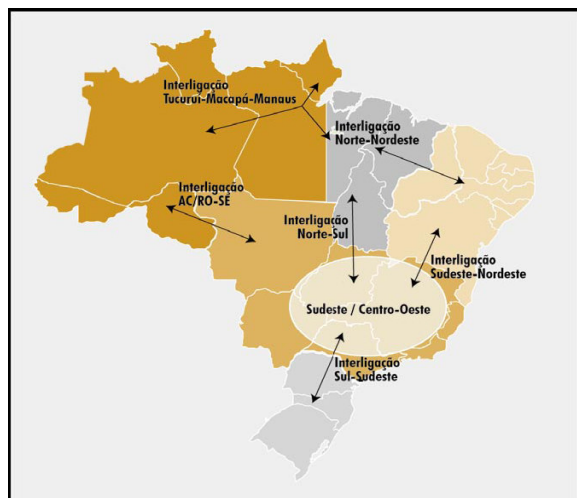 Interligação
Tucuruí-Macapá-Manaus
Interligação
Norte-Nordeste
Interligação
AC/RO-SE
Interligação
Norte-Sul
Interligação
Sudeste-Nordeste
Sudeste / Centro-Oeste
Interligação
Sul-Sudeste